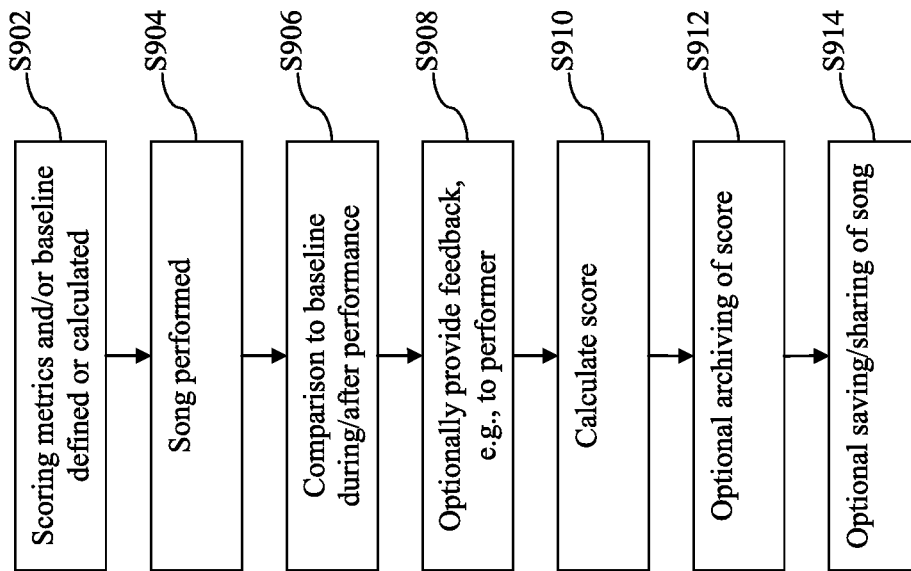 Scoring metrics and/or baseline
defined or calculated
S902
Song performed
S904
Comparison to baseline
during/after performance
S906
Optionally provide feedback,
e.g., to performer
S908
Calculate score
S910
Optional archiving of score
S912
Optional saving/sharing of song
S914